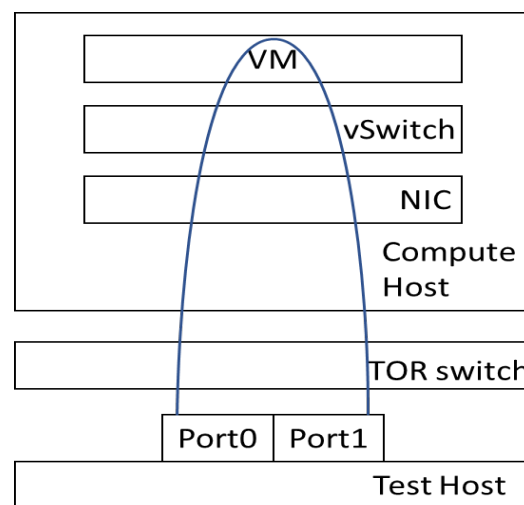 VM
vSwitch
NIC
Compute
Host
TOR switch
Port0
Port1
Test Host